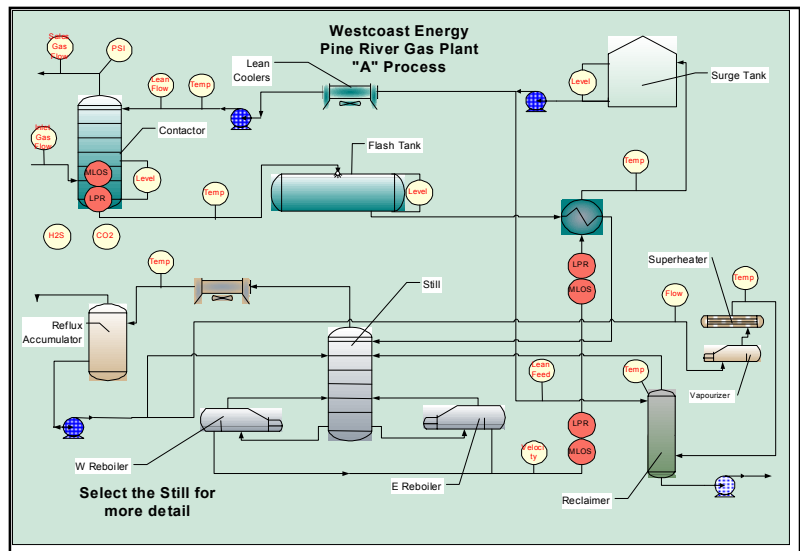 Westcoast Energy
Pine River Gas Plant
"A" Process
Sales
Gas
Flow
PSI
Lean
Flow
Temp
Lean
Coolers
Level
Surge Tank
Contactor
Inlet
Gas
Flow
MLOS
LPR
Level
Temp
Flash Tank
Level
Temp
H2S
CO2
Temp
LPR
MLOS
Superheater
Temp
Flow
Still
Reflux
Accumulator
Vapourizer
Lean
Feed
Temp
LPR
MLOS
Veloci
ty
W Reboiler
E Reboiler
Reclaimer
Select the Still for
more detail